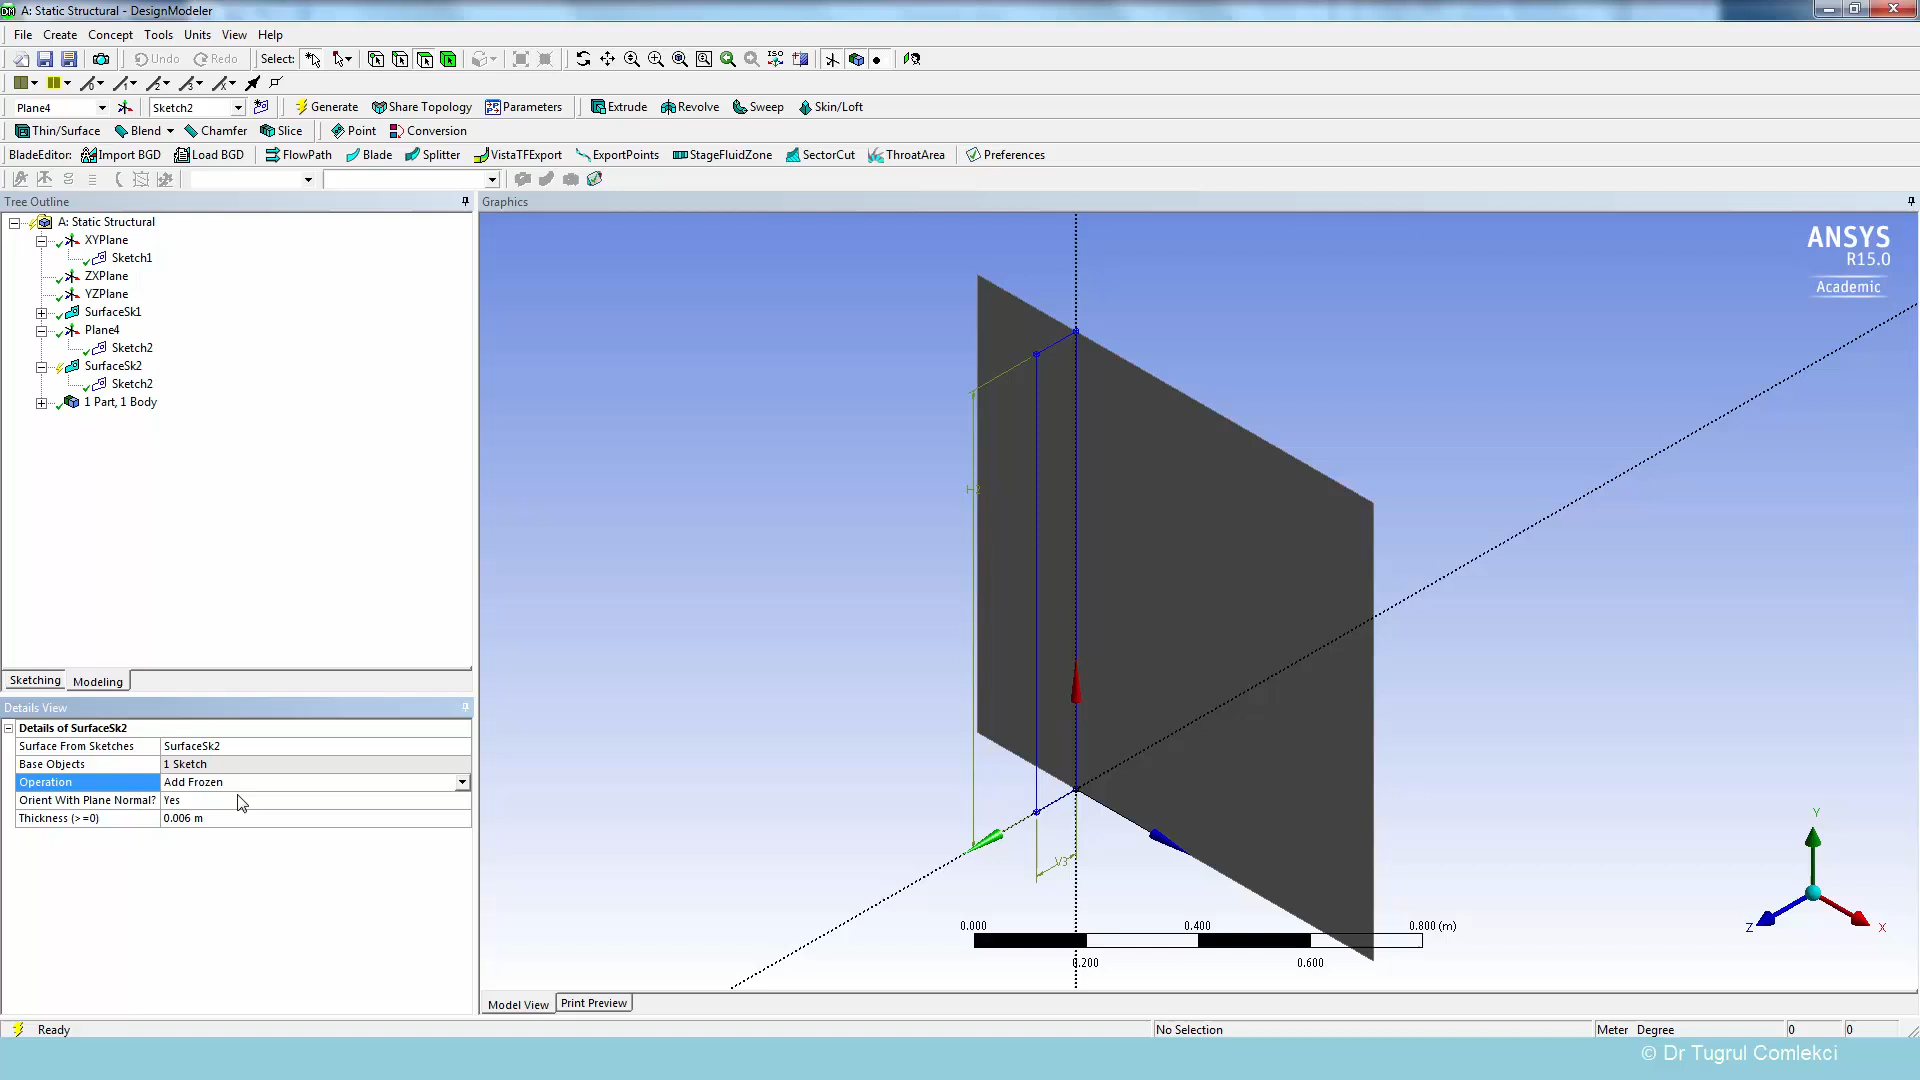 A: Static Structural - DesignModeler
File Create Concept Tools Units View Help
Undo Redo Select: ISO
Plane4 Sketch2 Generate Share Topology Parameters Extrude Revolve Sweep Skin/Loft
Thin/Surface Blend Chamfer Slice Point Conversion
BladeEditor: Import BGD Load BGD FlowPath Blade Splitter VistaTFExport ExportPoints StageFluidZone SectorCut ThroatArea Preferences
Tree Outline
Graphics
A: Static Structural
XYPlane
Sketch1
ZXPlane
YZPlane
SurfaceSk1
Plane4
Sketch2
SurfaceSk2
Sketch2
1 Part, 1 Body
Sketching Modeling
Details View
Details of SurfaceSk2
Surface From Sketches SurfaceSk2
Base Objects 1 Sketch
Operation Add Frozen
Orient With Plane Normal? Yes
Thickness (>=0) 0.006 m
ANSYS
R15.0
Academic
V3
0.000 0.400 0.800 (m)
0.200 0.600
Y
Z X
Model View Print Preview
Ready No Selection Meter Degree 0 0
© Dr Tugrul Comlekci